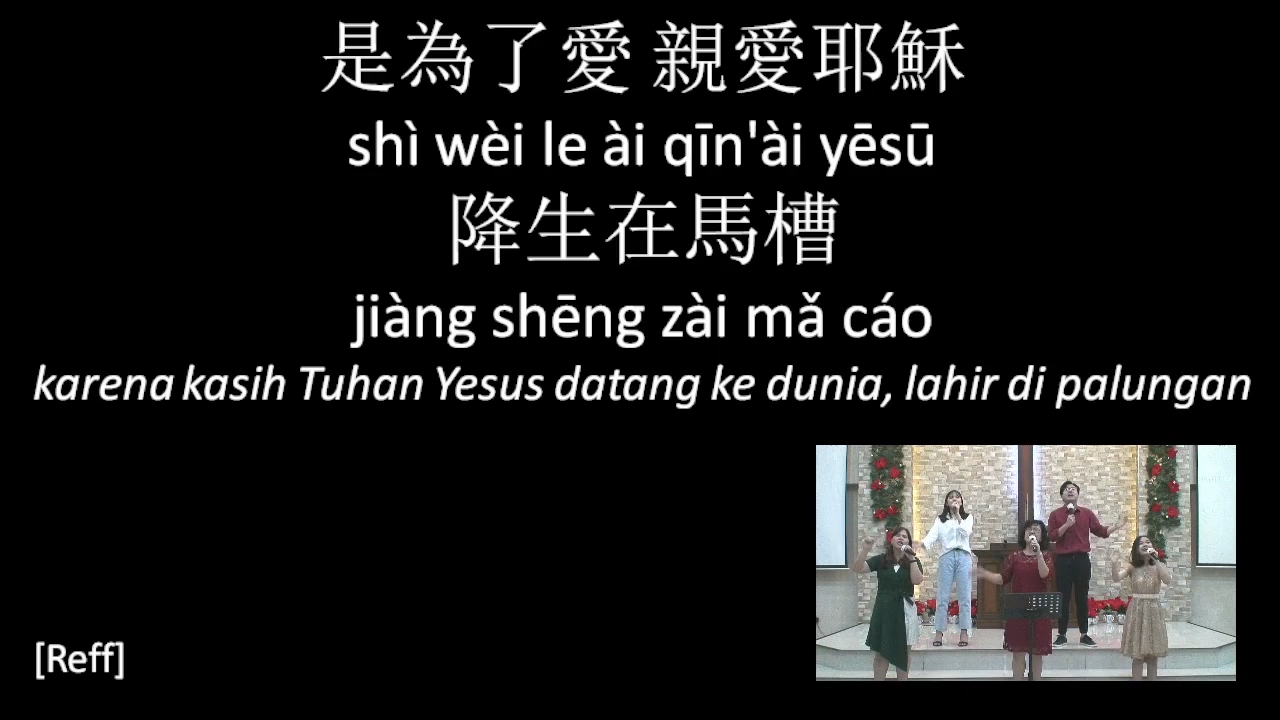 是為了愛 親愛耶穌
shì wèi le ài qīn'ài yēsū
降生在馬槽
jiàng shēng zài mǎ cáo
karena kasih Tuhan Yesus datang ke dunia, lahir di palungan
[Reff]